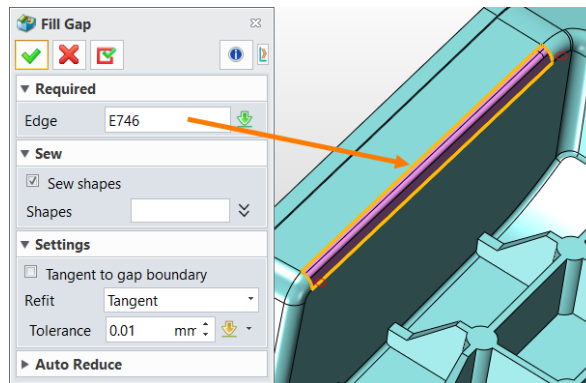 Fill Gap
Required
Edge E746
Sew
Sew shapes
Shapes
Settings
Tangent to gap boundary
Refit Tangent
Tolerance 0.01 mm
Auto Reduce